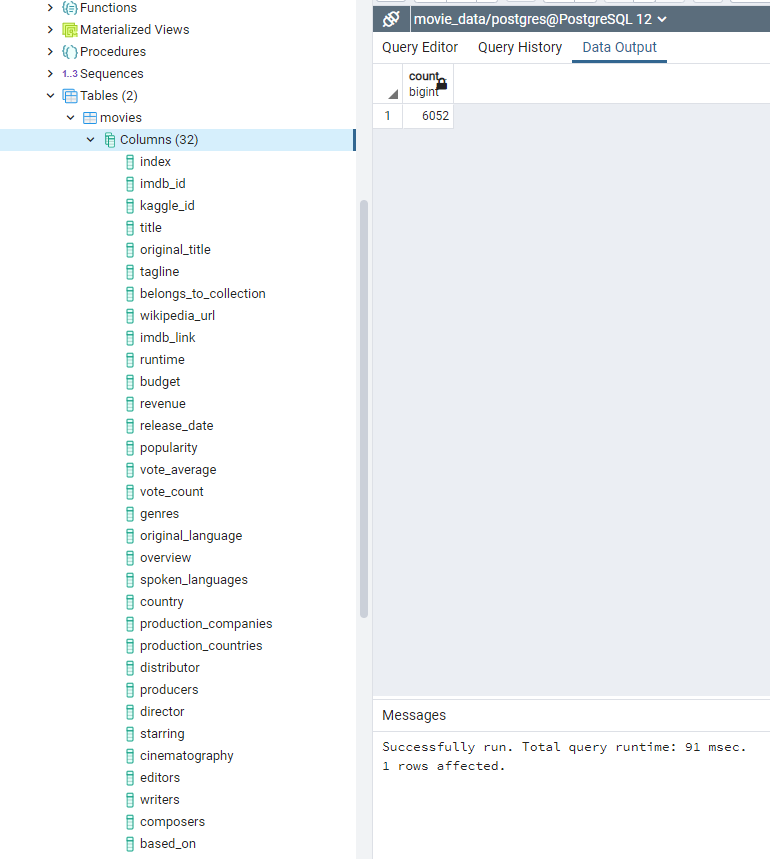 Functions
Materialized Views
Procedures
1..3 Sequences
Tables (2)
movies
Columns (32)
index
imdb_id
kaggle_id
title
original_title
tagline
belongs_to_collection
wikipedia_url
imdb_link
runtime
budget
revenue
release_date
popularity
vote_average
vote_count
genres
original_language
overview
spoken_languages
country
production_companies
production_countries
distributor
producers
director
starring
cinematography
editors
writers
composers
based_on
movie_data/postgres@PostgreSQL 12
Query Editor Query History Data Output
count
bigint
1 6052
Messages
Successfully run. Total query runtime: 91 msec.
1 rows affected.